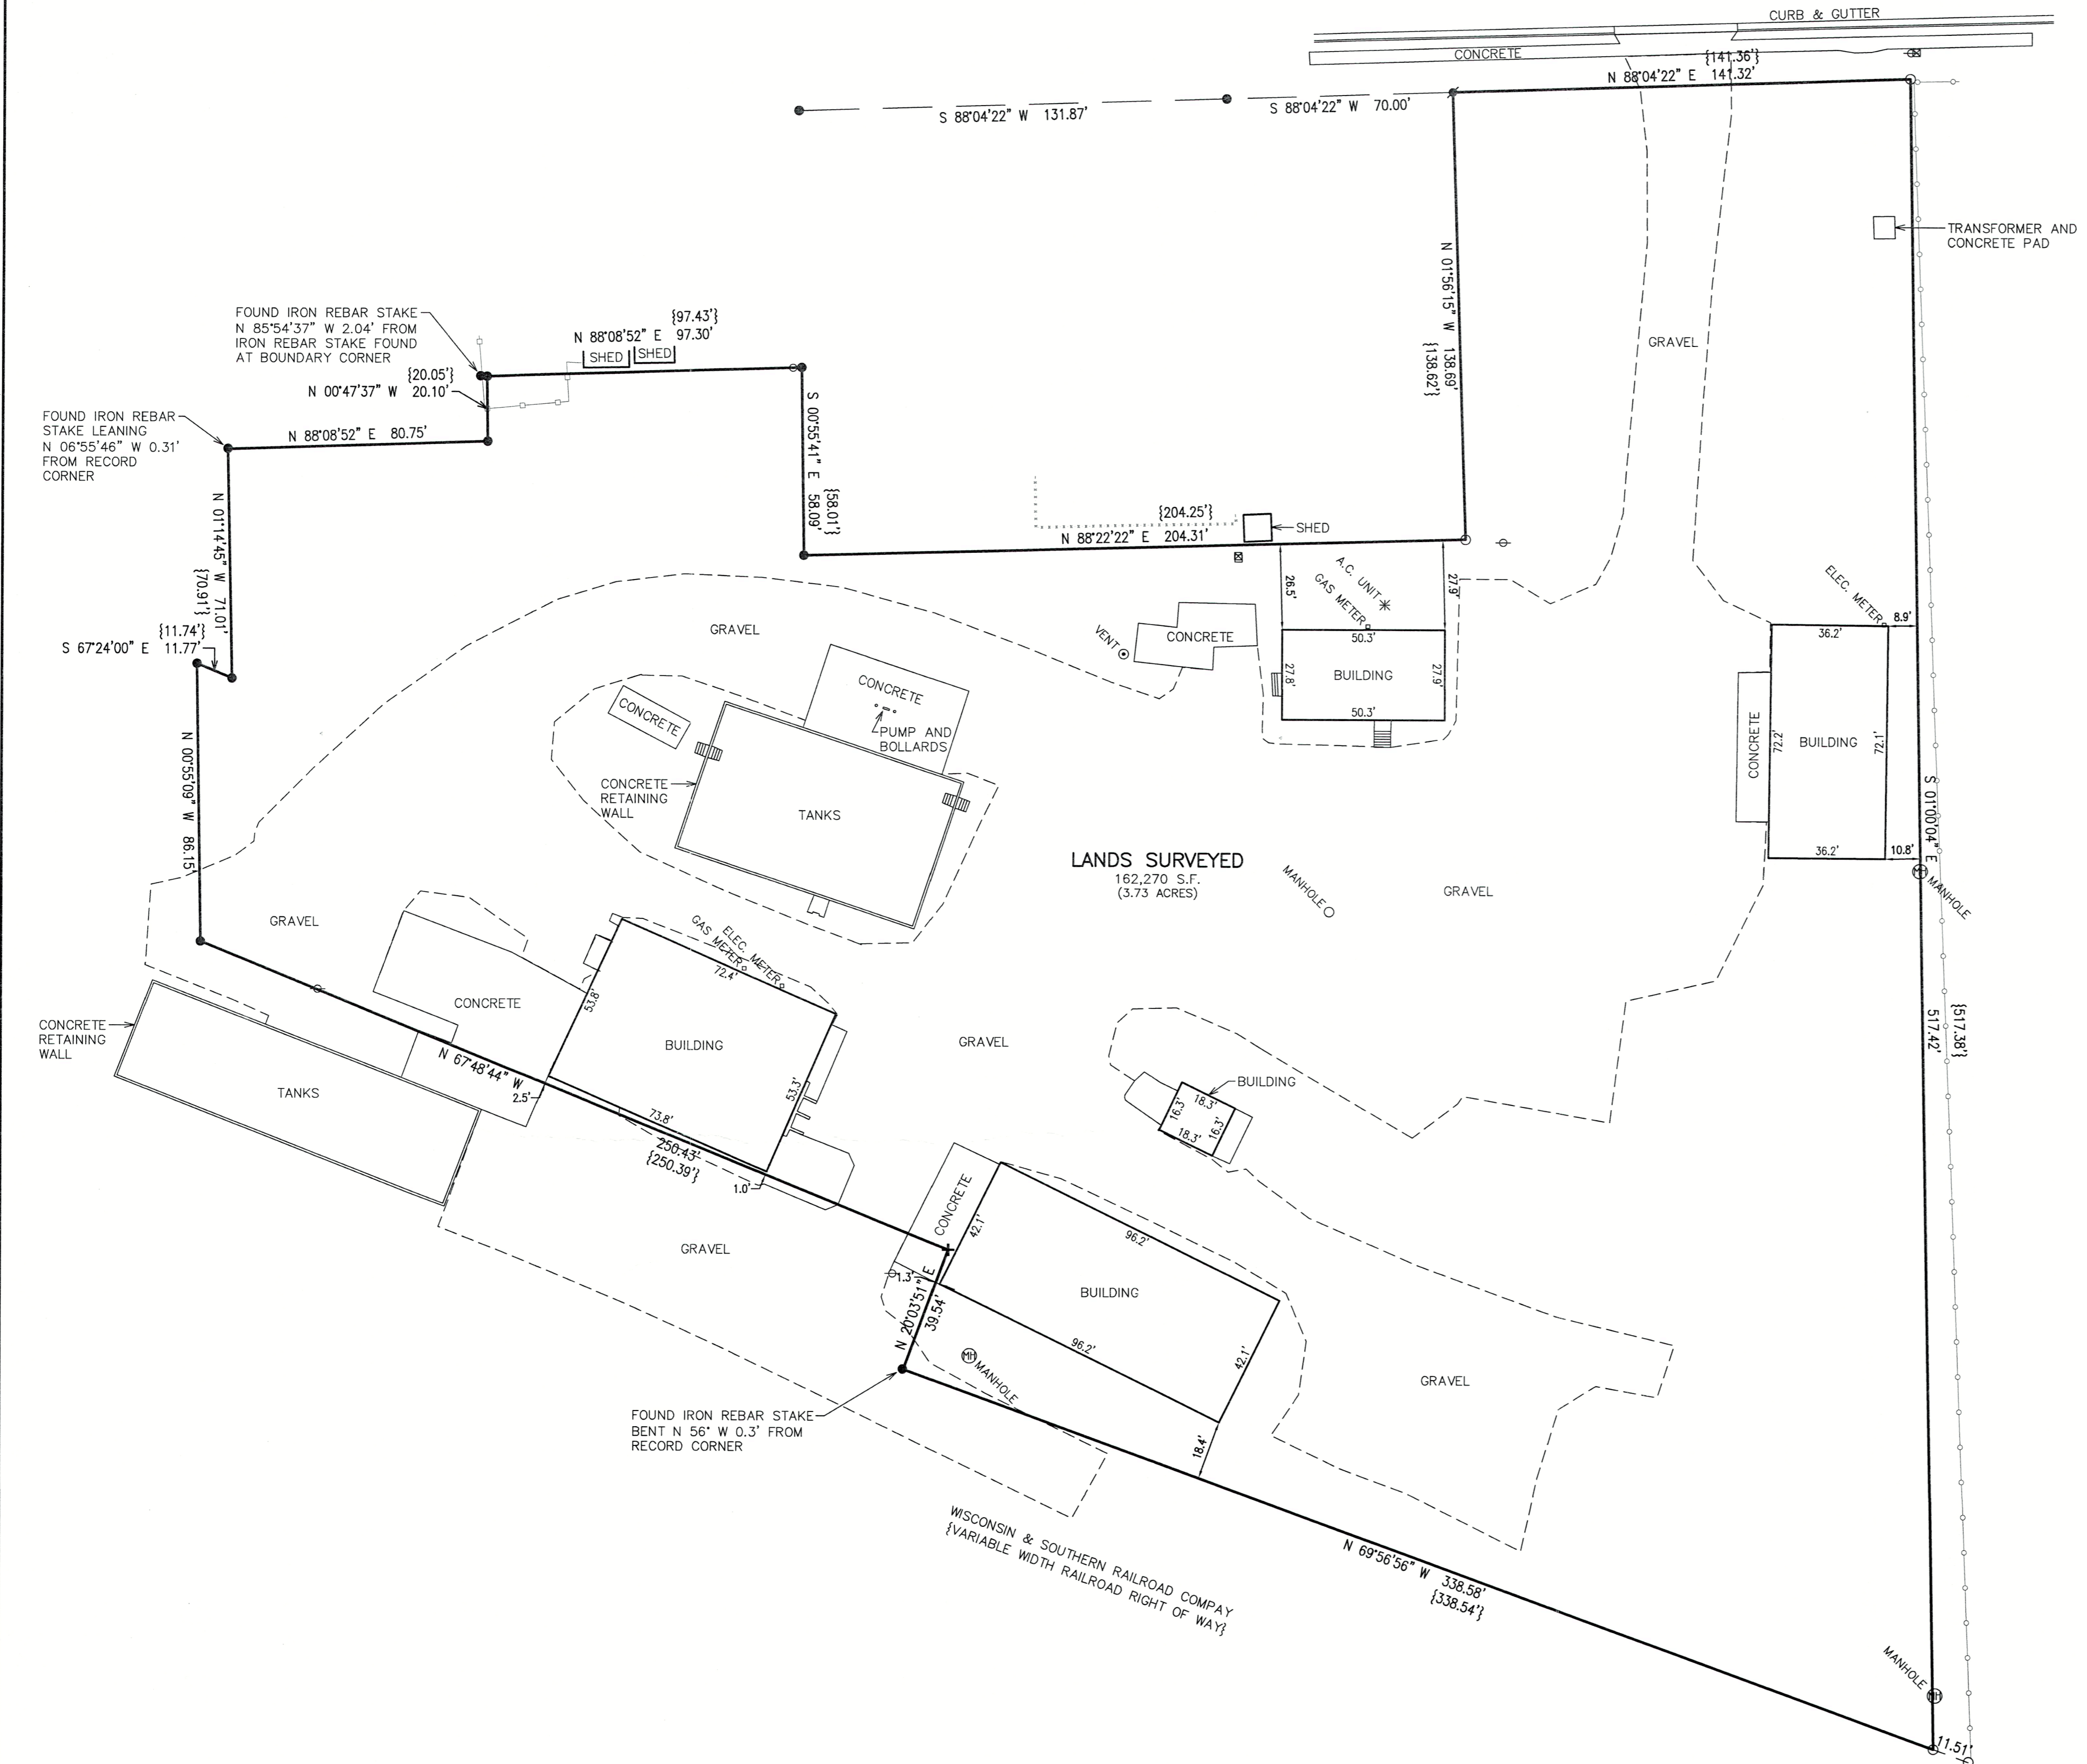 CURB & GUTTER
CONCRETE
{141.36'}
N 88°04'22" E 141.32'
S 88°04'22" W 131.87'
S 88°04'22" W 70.00'
TRANSFORMER AND
CONCRETE PAD
N 01°56'15" W 138.69'
{138.62'}
GRAVEL
FOUND IRON REBAR STAKE
N 85°54'37" W 2.04' FROM
IRON REBAR STAKE FOUND
AT BOUNDARY CORNER
{97.43'}
N 88°08'52" E 97.30'
SHED
SHED
{20.05'}
N 00°47'37" W 20.10'
FOUND IRON REBAR
STAKE LEANING
N 06°55'46" W 0.31'
FROM RECORD
CORNER
N 88°08'52" E 80.75'
S 00°55'41" E 58.09'
{58.01'}
N 01°14'45" W 71.01'
{70.91'}
{204.25'}
N 88°22'22" E 204.31'
SHED
{11.74'}
S 67°24'00" E 11.77'
GRAVEL
VENT
CONCRETE
26.5'
A.C. UNIT
GAS METER
27.9'
50.3'
27.8'
BUILDING
27.9'
50.3'
ELEC. METER
8.9'
36.2'
CONCRETE
72.2'
BUILDING
72.1'
36.2'
10.8'
S 01°00'04" E
517.42'
{517.38'}
MANHOLE
N 00°55'09" W 86.15'
CONCRETE
CONCRETE
PUMP AND
BOLLARDS
CONCRETE
RETAINING
WALL
TANKS
LANDS SURVEYED
162,270 S.F.
(3.73 ACRES)
MANHOLE
GRAVEL
GRAVEL
ELEC. METER
GAS METER
72.4'
53.8'
CONCRETE
BUILDING
53.3'
73.8'
CONCRETE
RETAINING
WALL
TANKS
N 67°48'44" W
2.5'
250.43'
{250.39'}
1.0'
GRAVEL
BUILDING
18.3'
16.3'
16.3'
18.3'
GRAVEL
CONCRETE
42.1'
96.2'
BUILDING
96.2'
42.1'
1.3'
N 20°03'51" E
39.54'
MH
MANHOLE
GRAVEL
FOUND IRON REBAR STAKE
BENT N 56° W 0.3' FROM
RECORD CORNER
18.4'
WISCONSIN & SOUTHERN RAILROAD COMPAY
{VARIABLE WIDTH RAILROAD RIGHT OF WAY}
N 69°56'56" W 338.58'
{338.54'}
MANHOLE
MH
11.51'